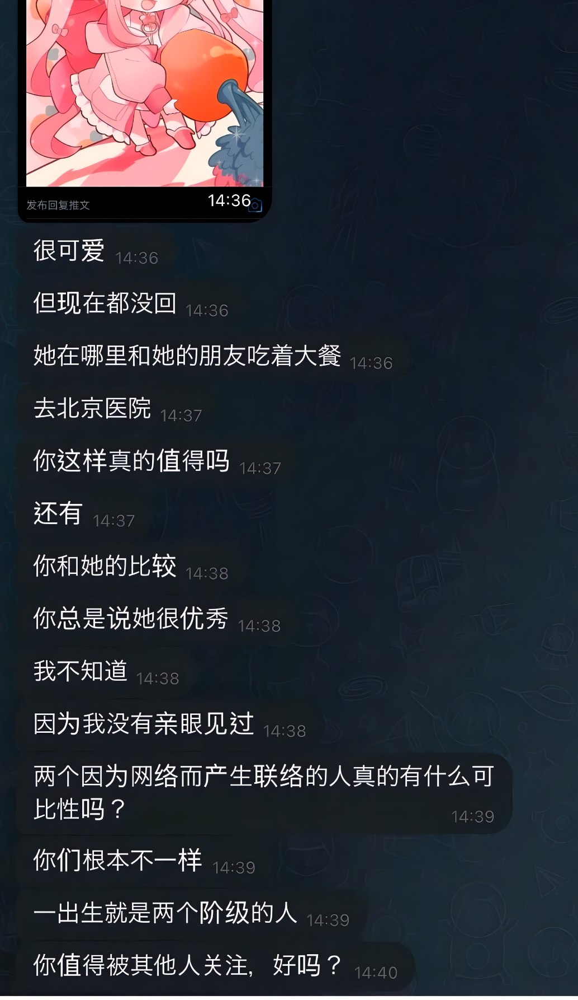 发布回复推文 14:36
很可爱 14:36
但现在都没回 14:36
她在哪里和她的朋友吃着大餐 14:36
去北京医院 14:37
你这样真的值得吗 14:37
还有 14:37
你和她的比较 14:38
你总是说她很优秀 14:38
我不知道 14:38
因为我没有亲眼见过 14:38
两个因为网络而产生联络的人真的有什么可
比性吗？ 14:39
你们根本不一样 14:39
一出生就是两个阶级的人 14:39
你值得被其他人关注，好吗？ 14:40